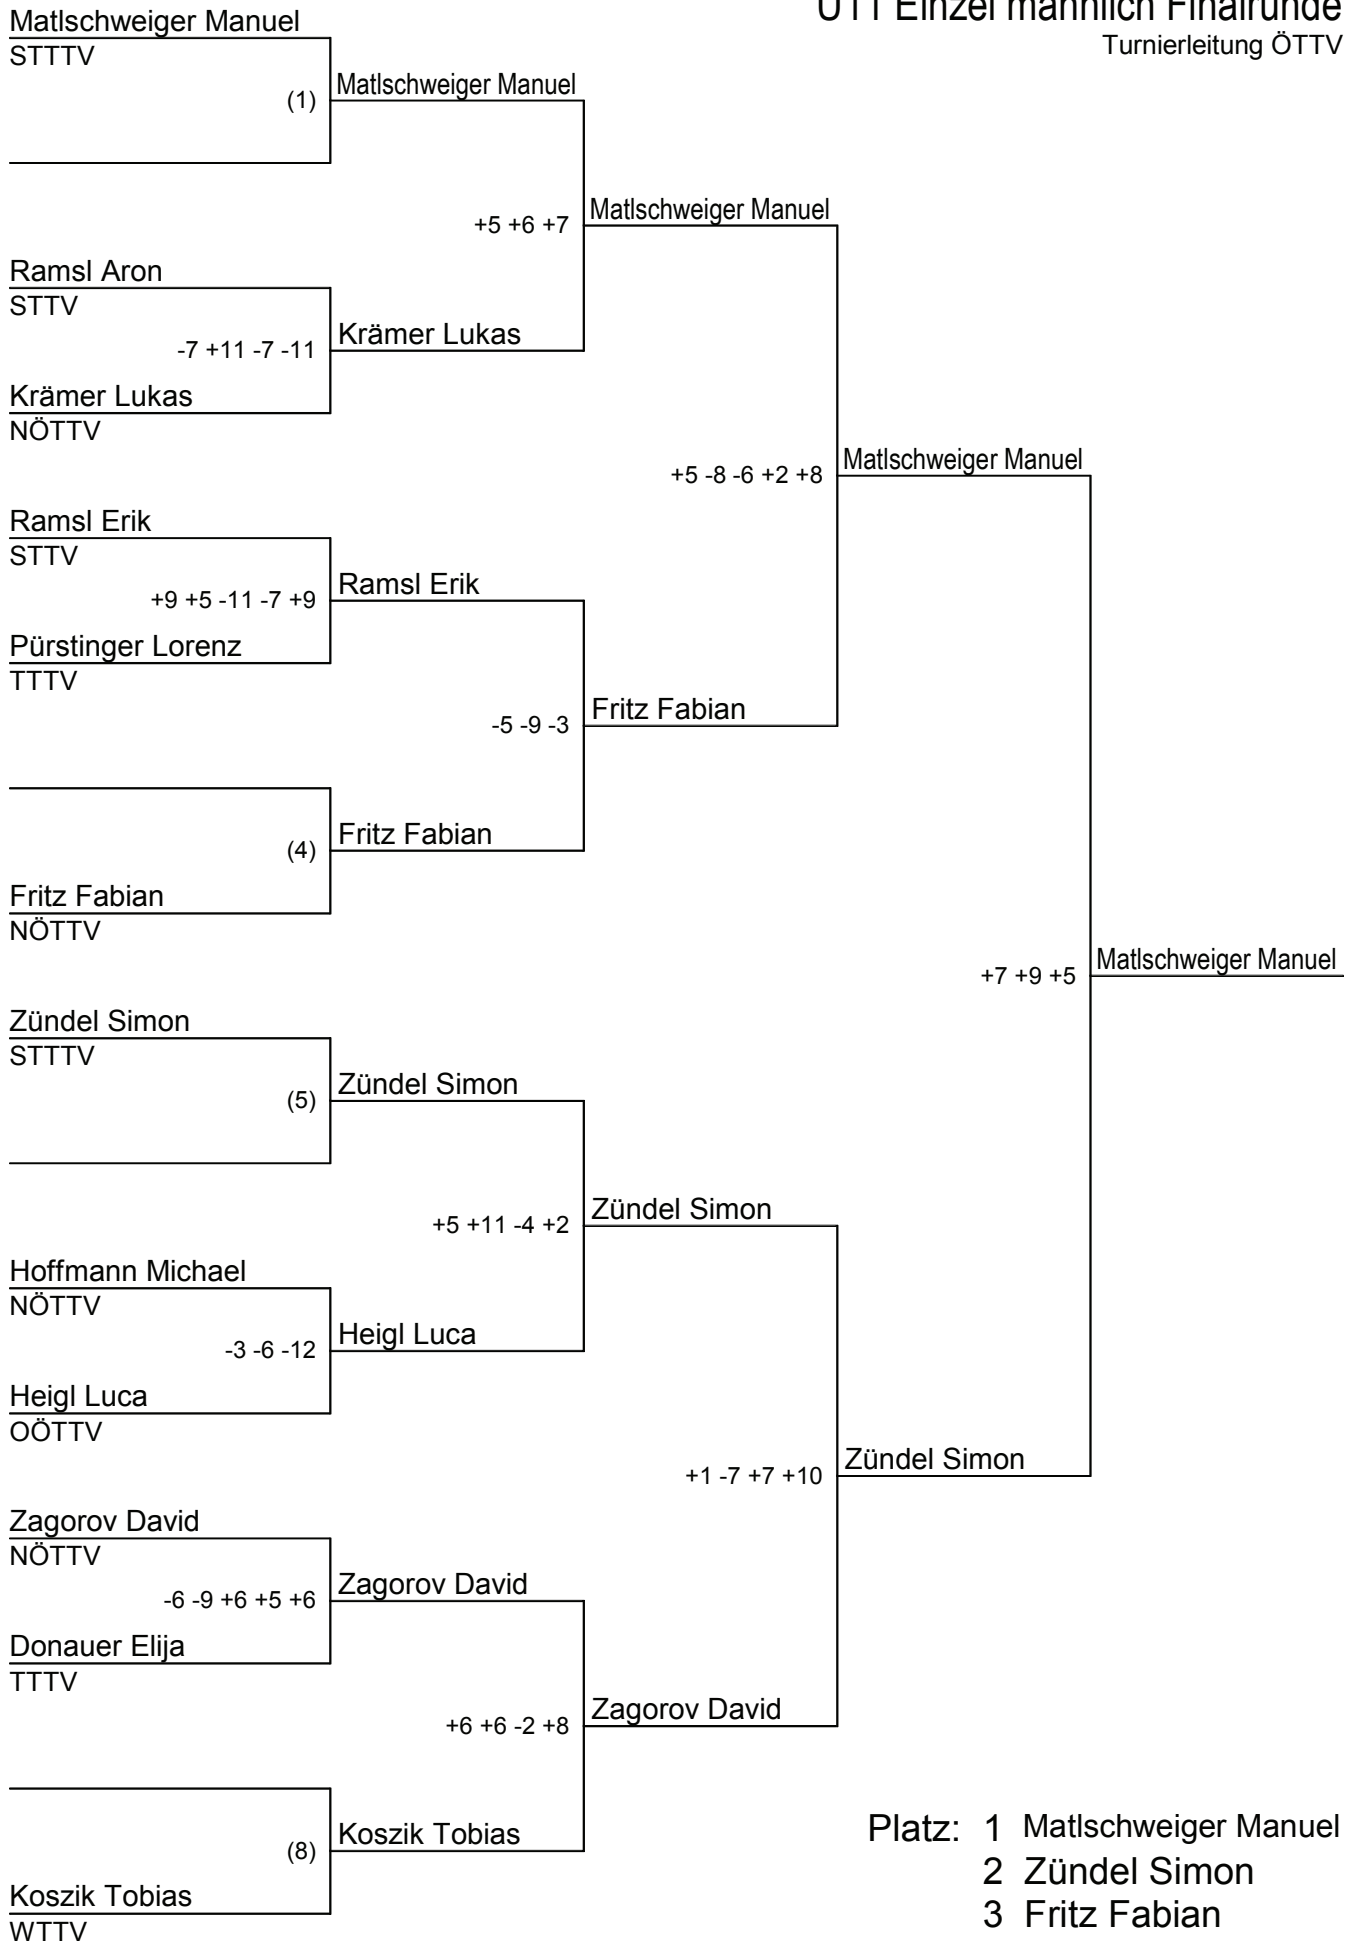 U11 Einzel männlich Finalrunde
Turnierleitung ÖTTV
Matlschweiger Manuel
STTTV
(1)
Matlschweiger Manuel
+5 +6 +7
Matlschweiger Manuel
Ramsl Aron
STTV
-7 +11 -7 -11
Krämer Lukas
Krämer Lukas
NÖTTV
+5 -8 -6 +2 +8
Matlschweiger Manuel
Ramsl Erik
STTV
+9 +5 -11 -7 +9
Ramsl Erik
Pürstinger Lorenz
TTTV
-5 -9 -3
Fritz Fabian
(4)
Fritz Fabian
Fritz Fabian
NÖTTV
+7 +9 +5
Matlschweiger Manuel
Zündel Simon
STTTV
(5)
Zündel Simon
+5 +11 -4 +2
Zündel Simon
Hoffmann Michael
NÖTTV
-3 -6 -12
Heigl Luca
Heigl Luca
OÖTTV
+1 -7 +7 +10
Zündel Simon
Zagorov David
NÖTTV
-6 -9 +6 +5 +6
Zagorov David
Donauer Elija
TTTV
+6 +6 -2 +8
Zagorov David
(8)
Koszik Tobias
Koszik Tobias
WTTV
Platz: 1 Matlschweiger Manuel
2 Zündel Simon
3 Fritz Fabian